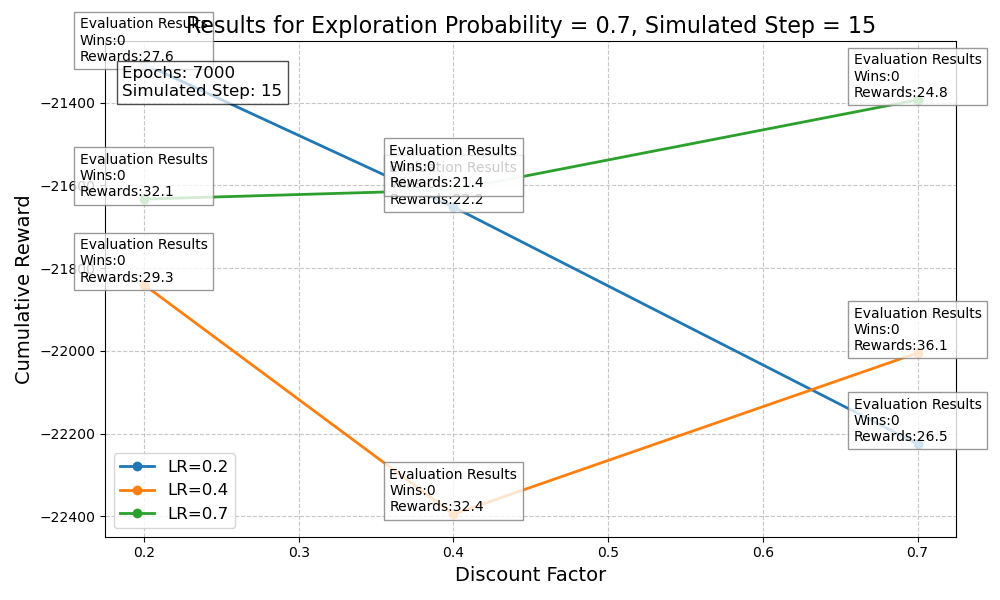 Results for Exploration Probability = 0.7, Simulated Step = 15
Evaluation Results
Wins:0
Rewards:27.6
Epochs: 7000
Simulated Step: 15
Evaluation Results
Wins:0
Rewards:24.8
Evaluation Results
Wins:0
Rewards:32.1
Evaluation Results
Wins:0
Rewards:21.4
Evaluation Results
Rewards:22.2
Evaluation Results
Wins:0
Rewards:29.3
Evaluation Results
Wins:0
Rewards:36.1
Evaluation Results
Wins:0
Rewards:26.5
Evaluation Results
Wins:0
Rewards:32.4
−21400
−21600
−21800
−22000
−22200
−22400
Cumulative Reward
LR=0.2
LR=0.4
LR=0.7
0.2
0.3
0.4
0.5
0.6
0.7
Discount Factor